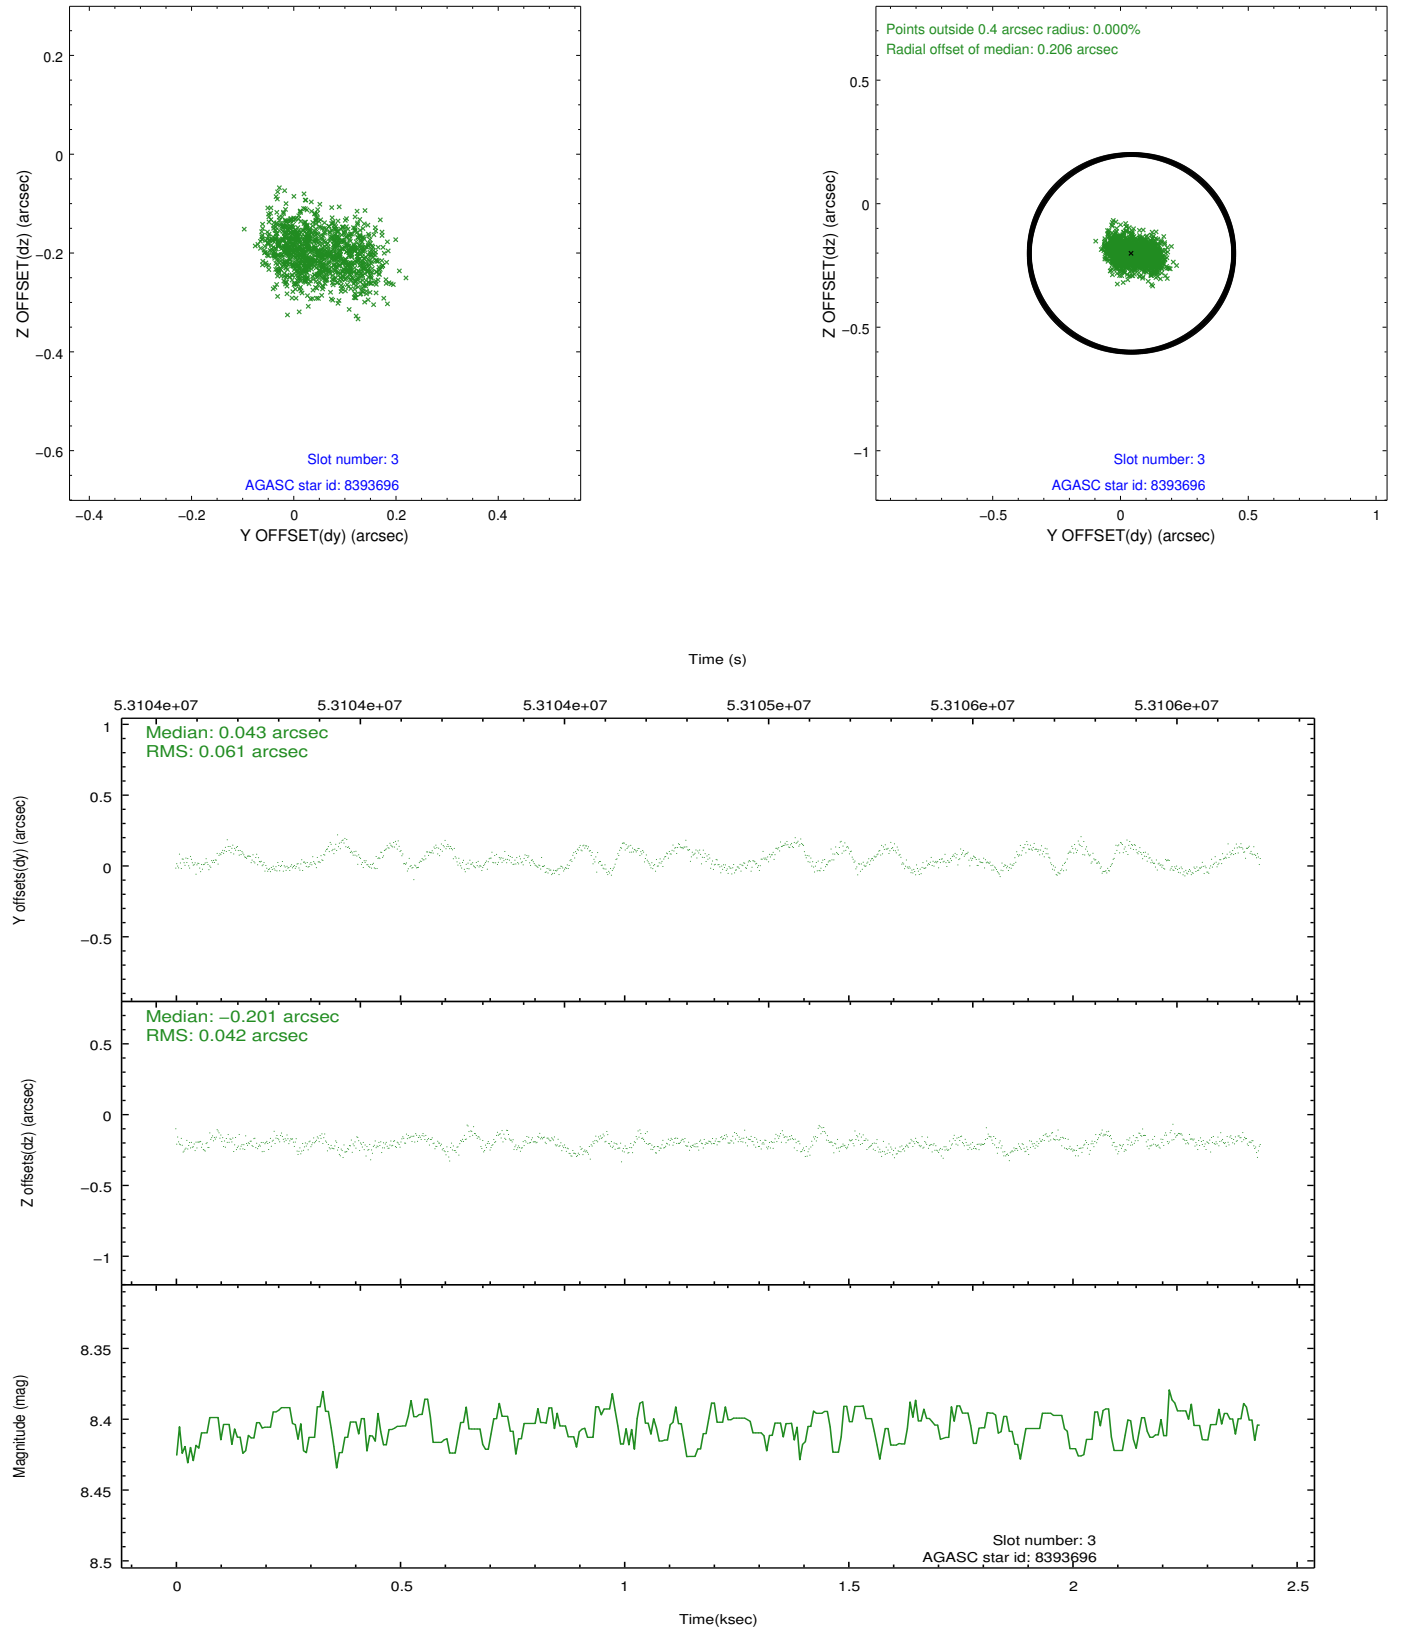 0.2
0
−0.2
−0.4
−0.6
Z OFFSET(dz) (arcsec)
Slot number: 3
AGASC star id: 8393696
−0.4 −0.2 0 0.2 0.4
Y OFFSET(dy) (arcsec)
Points outside 0.4 arcsec radius: 0.000%
Radial offset of median: 0.206 arcsec
0.5
0
−0.5
−1
Z OFFSET(dz) (arcsec)
Slot number: 3
AGASC star id: 8393696
−0.5 0 0.5 1
Y OFFSET(dy) (arcsec)
Time (s)
5.3104e+07 5.3104e+07 5.3104e+07 5.3105e+07 5.3106e+07 5.3106e+07
Median: 0.043 arcsec
RMS: 0.061 arcsec
1
0.5
0
−0.5
Y offsets(dy) (arcsec)
Median: −0.201 arcsec
RMS: 0.042 arcsec
0.5
0
−0.5
−1
Z offsets(dz) (arcsec)
8.35
8.4
8.45
8.5
Magnitude (mag)
Slot number: 3
AGASC star id: 8393696
0 0.5 1 1.5 2 2.5
Time(ksec)